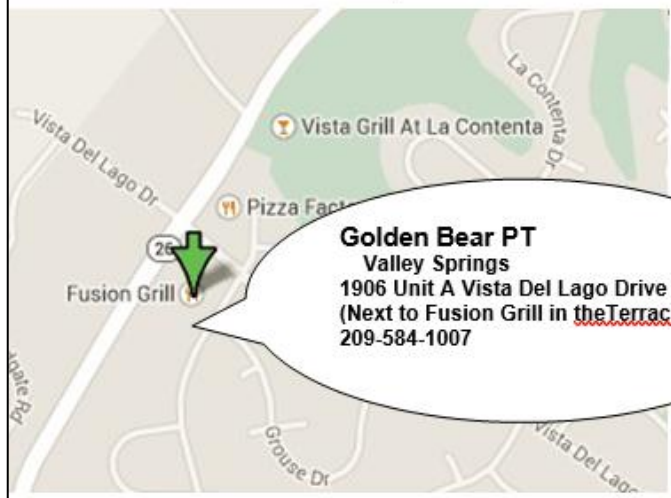 La Contenta Dr
Vista Grill At La Contenta
Vista Del Lago Dr
Pizza
26
Fusion Grill
Golden Bear PT
Valley Springs
1906 Unit A Vista Del Lago Drive
(Next to Fusion Grill in theTerrac
209-584-1007
Grouse Dr
Vista Del Lago